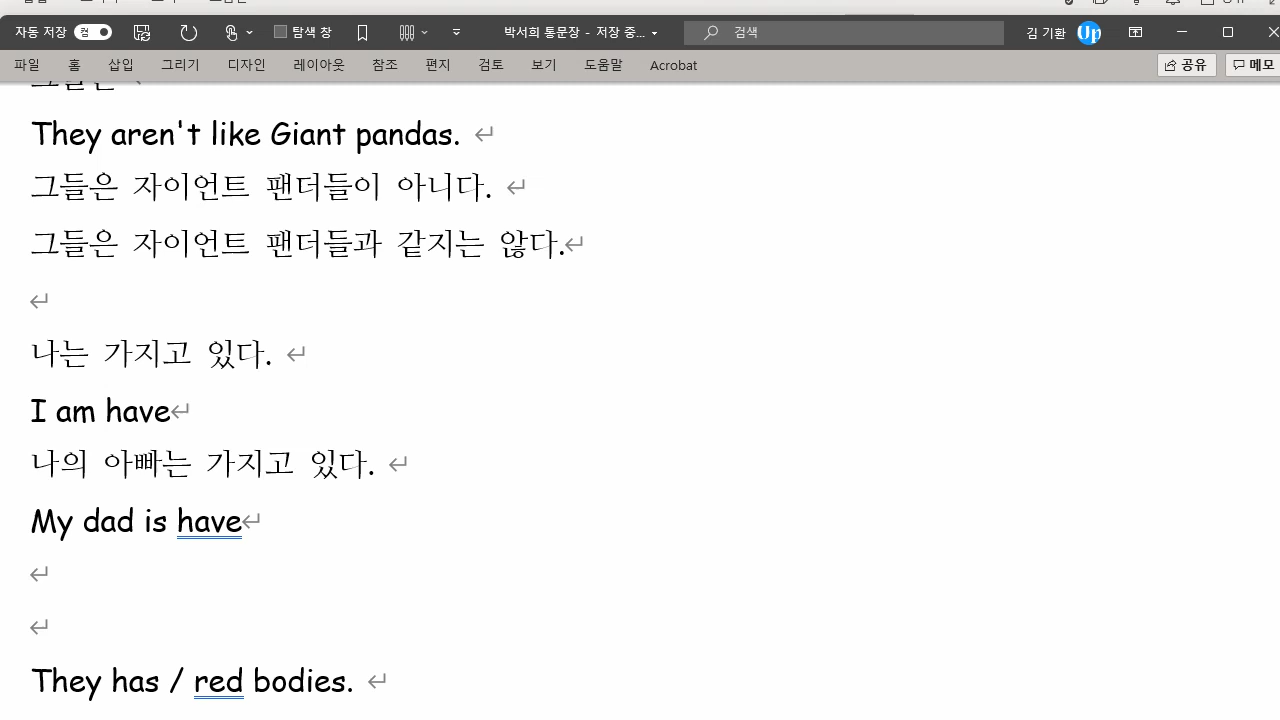 자동 저장 컴 탐색 창 박서희 통문장 - 저장 중... 검색 김 기환 Up
파일 홈 삽입 그리기 디자인 레이아웃 참조 편지 검토 보기 도움말 Acrobat 공유 메모
They aren't like Giant pandas.
그들은 자이언트 팬더들이 아니다.
그들은 자이언트 팬더들과 같지는 않다.
나는 가지고 있다.
I am have
나의 아빠는 가지고 있다.
My dad is have
They has / red bodies.